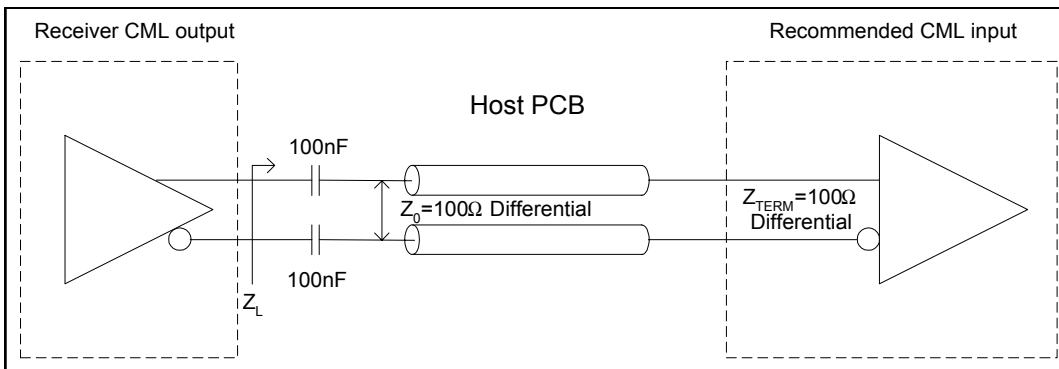 Receiver CML output
Recommended CML input
Host PCB
100nF
Z0=100Ω Differential
ZTERM=100Ω
Differential
100nF
ZL